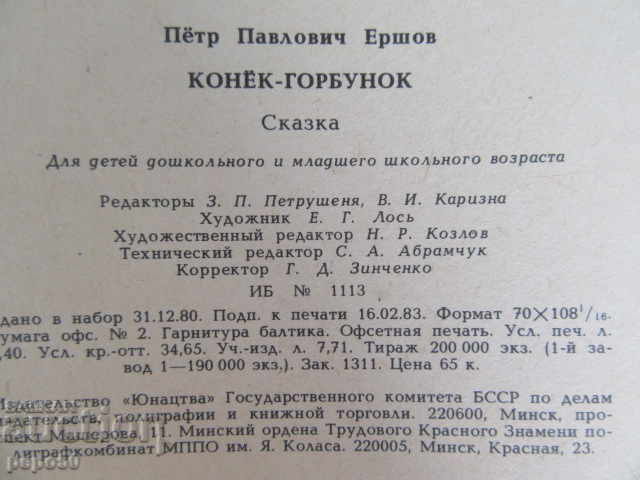 Пётр Павлович Ершов
КОНЁК-ГОРБУНОК
Сказка
Для детей дошкольного и младшего школьного возраста
Редакторы З. П. Петрушеня, В. И. Каризна
Художник Е. Г. Лось
Художественный редактор Н. Р. Козлов
Технический редактор С. А. Абрамчук
Корректор Г. Д. Зинченко
ИБ № 1113
дано в набор 31.12.80. Подп. к печати 16.02.83. Формат 70×108¹/₁₆.
умага офс. № 2. Гарнитура балтика. Офсетная печать. Усл. печ. л.
,40. Усл. кр.-отт. 34,65. Уч.-изд. л. 7,71. Тираж 200 000 экз. (1-й за-
вод 1—190 000 экз.). Зак. 1311. Цена 65 к.
Издательство «Юнацтва» Государственного комитета БССР по делам
издательств, полиграфии и книжной торговли. 220600, Минск, про-
пект Машерова, 11. Минский ордена Трудового Красного Знамени по-
лиграфкомбинат МППО им. Я. Коласа. 220005, Минск, Красная, 23.
pepo50